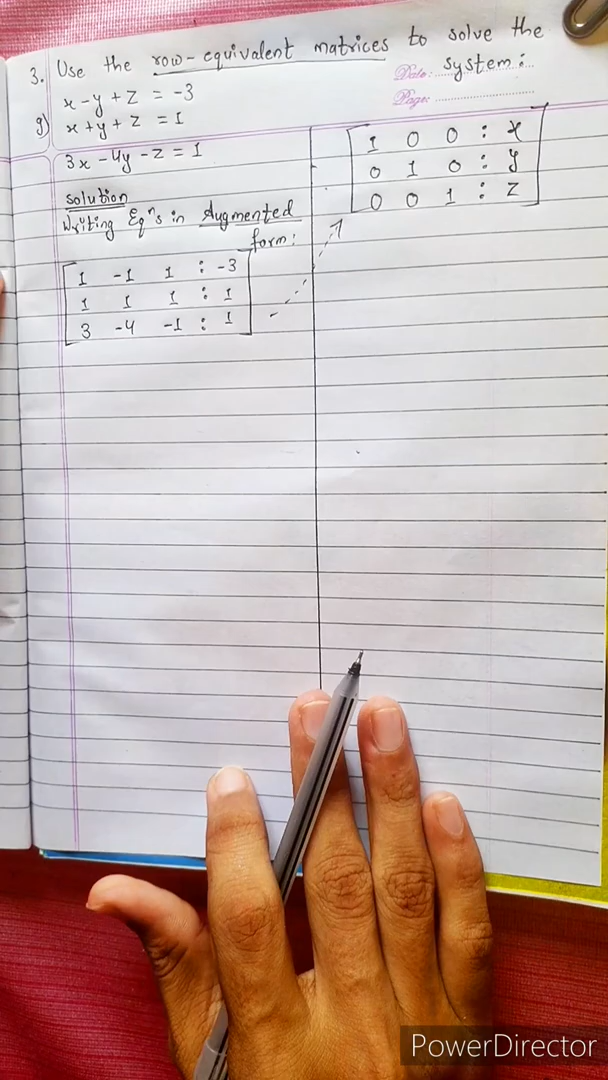 3. Use the row-equivalent matrices to solve the
system:
Date:
Page:
g) x-y+z = -3
x+y+z = 1
3x-4y-z = 1
solution
Writing Eqⁿs in Augmented
form:
[1 -1 1 : -3
1 1 1 : 1
3 -4 -1 : 1]
[1 0 0 : x
0 1 0 : y
0 0 1 : z]
PowerDirector